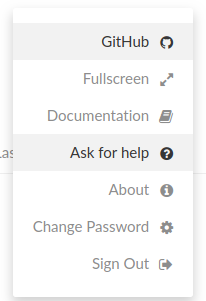 GitHub
Fullscreen
Documentation
Ask for help
About
Change Password
Sign Out